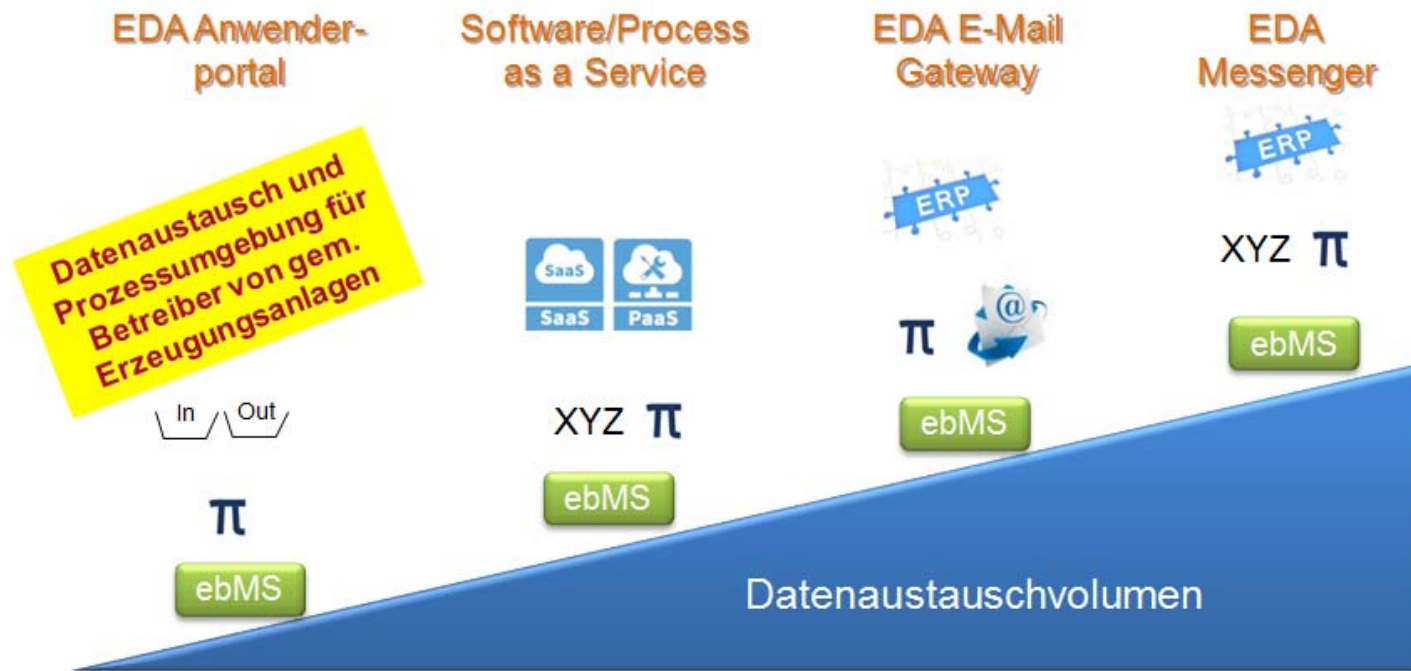 EDA Anwender-
portal
Software/Process
as a Service
EDA E-Mail
Gateway
EDA
Messenger
Datenaustausch und
Prozessumgebung für
Betreiber von gem.
Erzeugungsanlagen
In
Out
π
ebMS
SaaS
SaaS
PaaS
XYZ π
ebMS
ERP
π
@
ebMS
ERP
XYZ π
ebMS
Datenaustauschvolumen